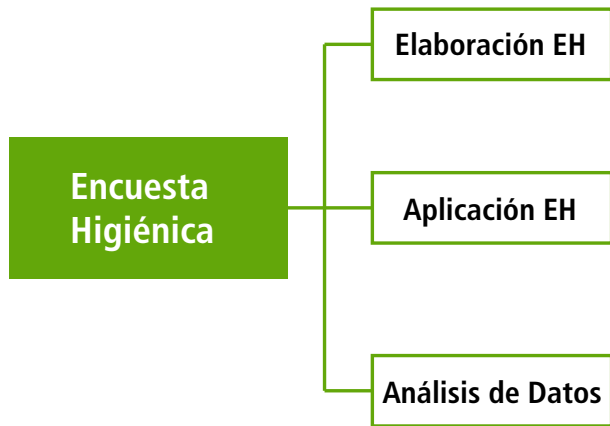 Elaboración EH
Encuesta
Higiénica
Aplicación EH
Análisis de Datos